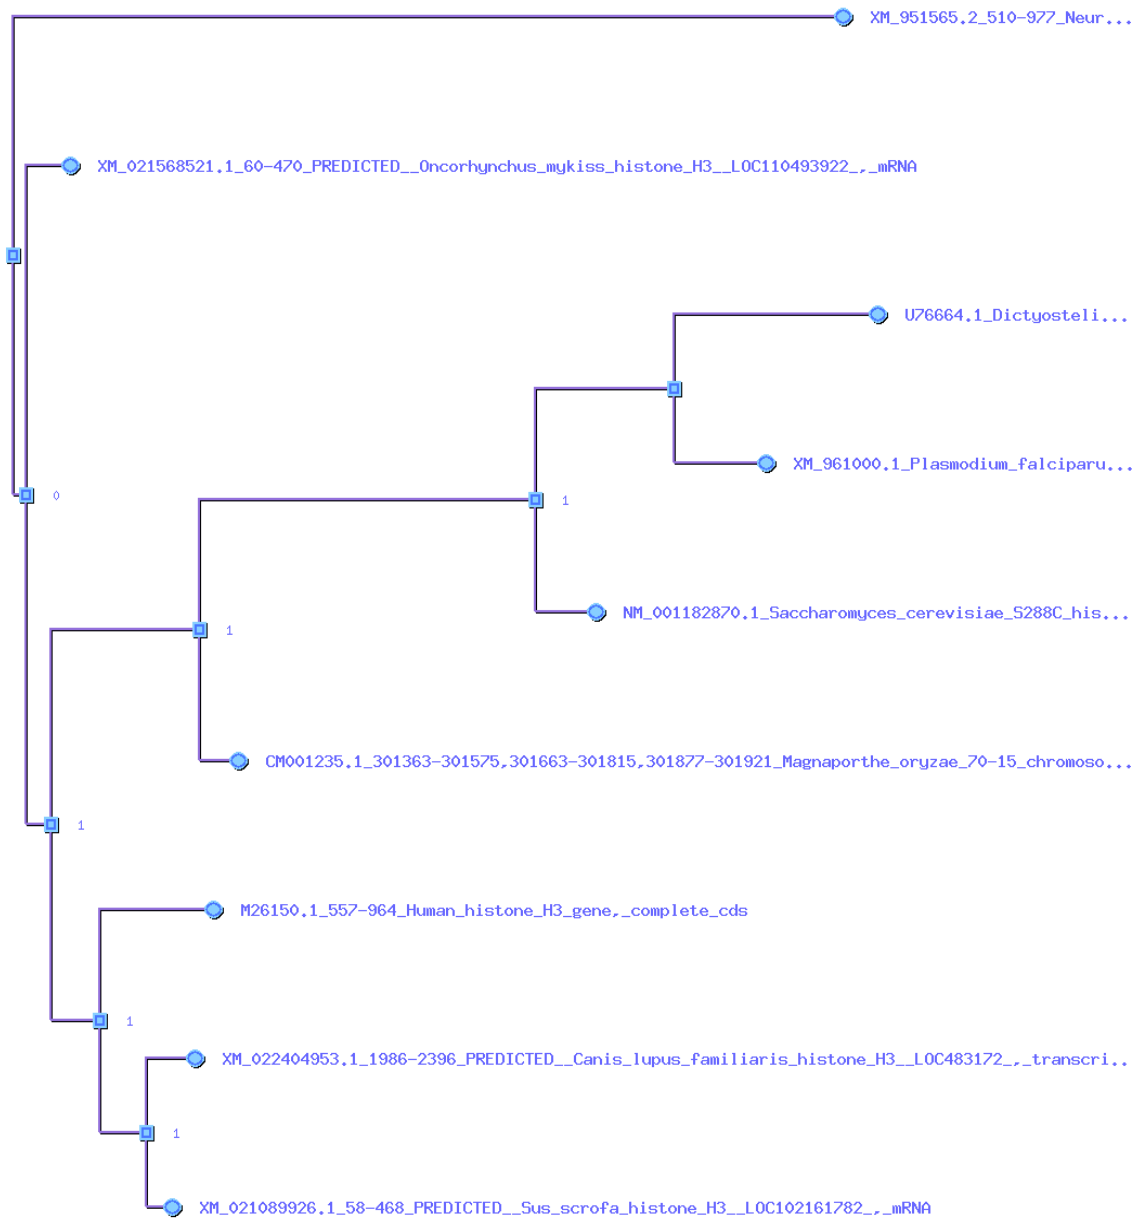 XM_951565.2_510-977_Neur...
XM_021568521.1_60-470_PREDICTED__Oncorhynchus_mykiss_histone_H3__LOC110493922_,_mRNA
U76664.1_Dictyosteli...
XM_961000.1_Plasmodium_falciparu...
0
1
NM_001182870.1_Saccharomyces_cerevisiae_S288C_his...
1
CM001235.1_301363-301575,301663-301815,301877-301921_Magnaporthe_oryzae_70-15_chromoso...
1
M26150.1_557-964_Human_histone_H3_gene,_complete_cds
1
XM_022404953.1_1986-2396_PREDICTED__Canis_lupus_familiaris_histone_H3__LOC483172_,_transcri..
1
XM_021089926.1_58-468_PREDICTED__Sus_scrofa_histone_H3__LOC102161782_,_mRNA